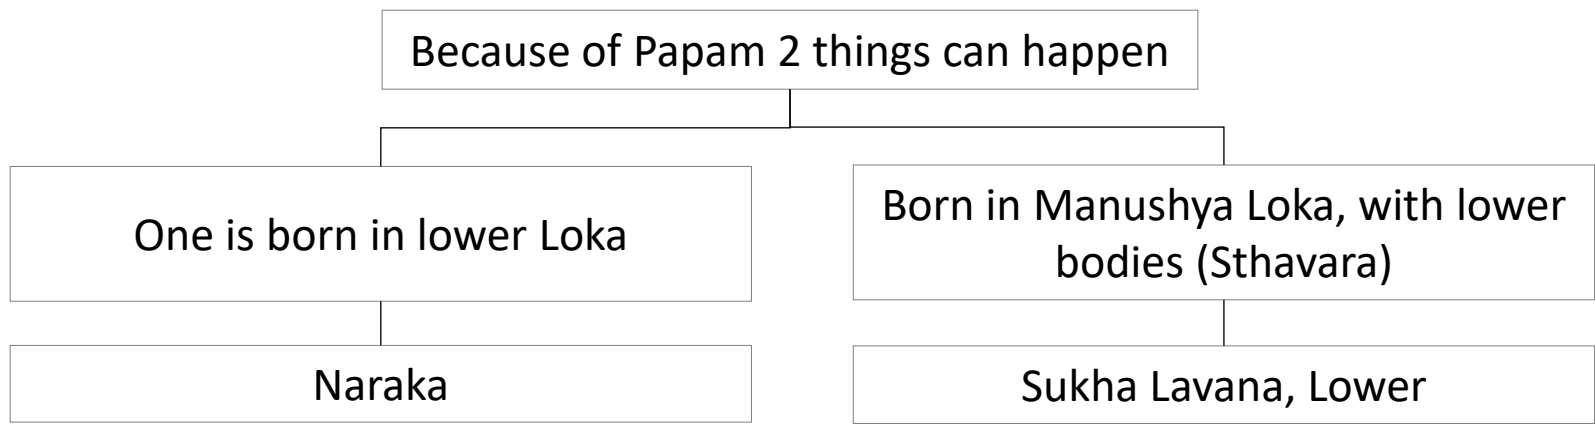 Because of Papam 2 things can happen
One is born in lower Loka
Born in Manushya Loka, with lower
bodies (Sthavara)
Naraka
Sukha Lavana, Lower